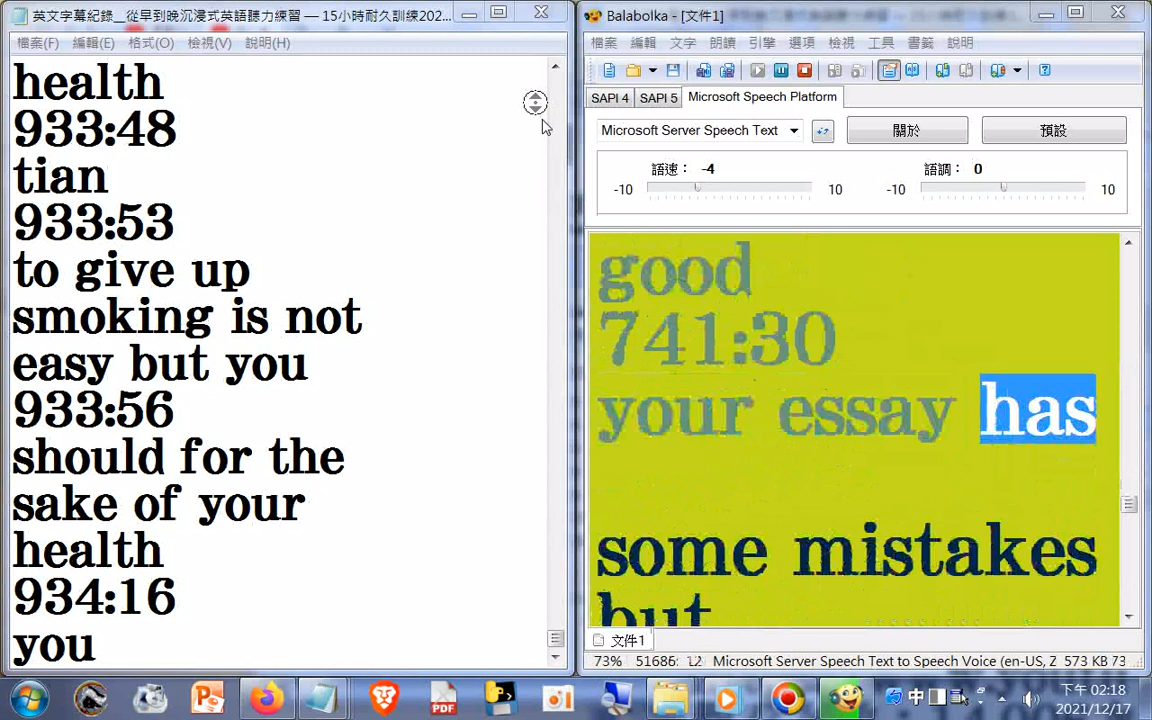 英文字幕紀錄__從早到晚沉浸式英語聽力練習 — 15小時耐久訓練202...
檔案(F) 編輯(E) 格式(O) 檢視(V) 說明(H)
health
933:48
tian
933:53
to give up
smoking is not
easy but you
933:56
should for the
sake of your
health
934:16
you
Balabolka - [文件1]
檔案 編輯 文字 朗讀 引擎 選項 檢視 工具 書籤 說明
SAPI 4 SAPI 5 Microsoft Speech Platform
Microsoft Server Speech Text 關於 預設
語速： -4 語調： 0
-10 10 -10 10
good
741:30
your essay has
some mistakes
but
文件1
73% 51686: 12 Microsoft Server Speech Text to Speech Voice (en-US, Z 573 KB 73
PDF
中
下午 02:18
2021/12/17